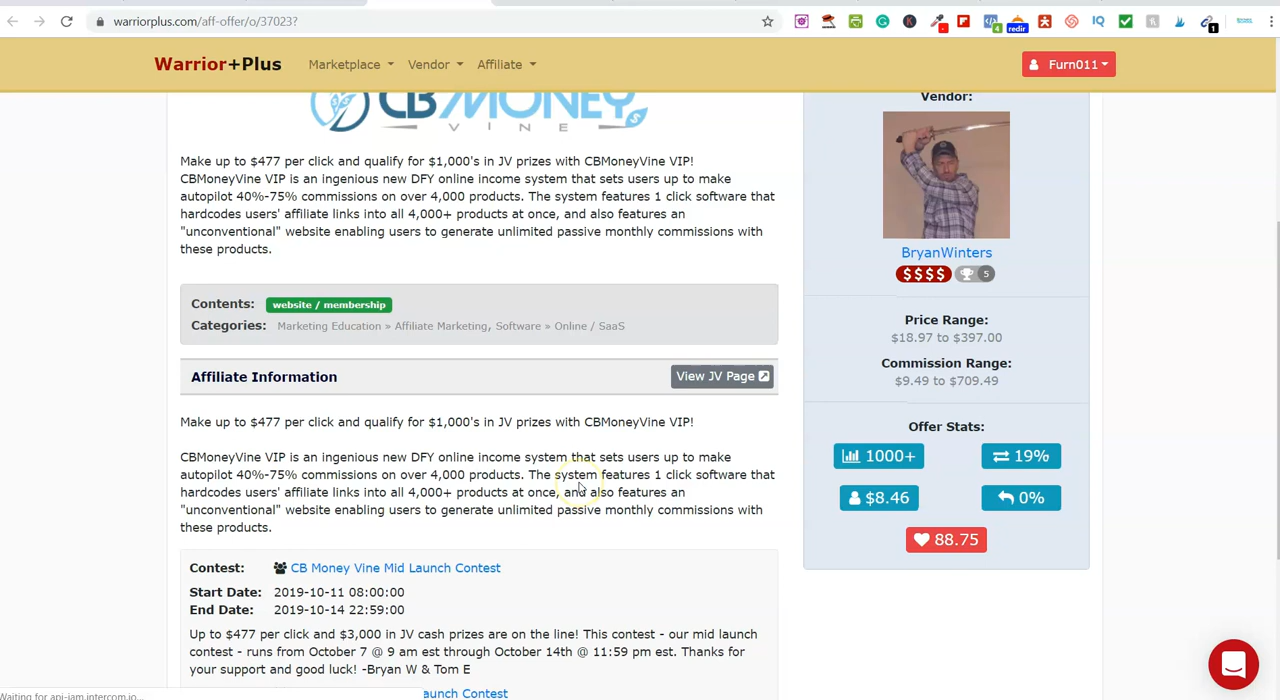 warriorplus.com/aff-offer/o/37023?
Warrior+Plus
Marketplace
Vendor
Affiliate
Furn011
CB MONEY
VINE
Make up to $477 per click and qualify for $1,000's in JV prizes with CBMoneyVine VIP!
CBMoneyVine VIP is an ingenious new DFY online income system that sets users up to make
autopilot 40%-75% commissions on over 4,000 products. The system features 1 click software that
hardcodes users' affiliate links into all 4,000+ products at once, and also features an
"unconventional" website enabling users to generate unlimited passive monthly commissions with
these products.
Contents: website / membership
Categories: Marketing Education » Affiliate Marketing, Software » Online / SaaS
Affiliate Information
View JV Page
Make up to $477 per click and qualify for $1,000's in JV prizes with CBMoneyVine VIP!
CBMoneyVine VIP is an ingenious new DFY online income system that sets users up to make
autopilot 40%-75% commissions on over 4,000 products. The system features 1 click software that
hardcodes users' affiliate links into all 4,000+ products at once, and also features an
"unconventional" website enabling users to generate unlimited passive monthly commissions with
these products.
Contest: CB Money Vine Mid Launch Contest
Start Date: 2019-10-11 08:00:00
End Date: 2019-10-14 22:59:00
Up to $477 per click and $3,000 in JV cash prizes are on the line! This contest - our mid launch
contest - runs from October 7 @ 9 am est through October 14th @ 11:59 pm est. Thanks for
your support and good luck! -Bryan W & Tom E
aunch Contest
Waiting for api-iam.intercom.io...
Vendor:
BryanWinters
$$$$
5
Price Range:
$18.97 to $397.00
Commission Range:
$9.49 to $709.49
Offer Stats:
1000+
19%
$8.46
0%
88.75
redir
4
1
IQ
K